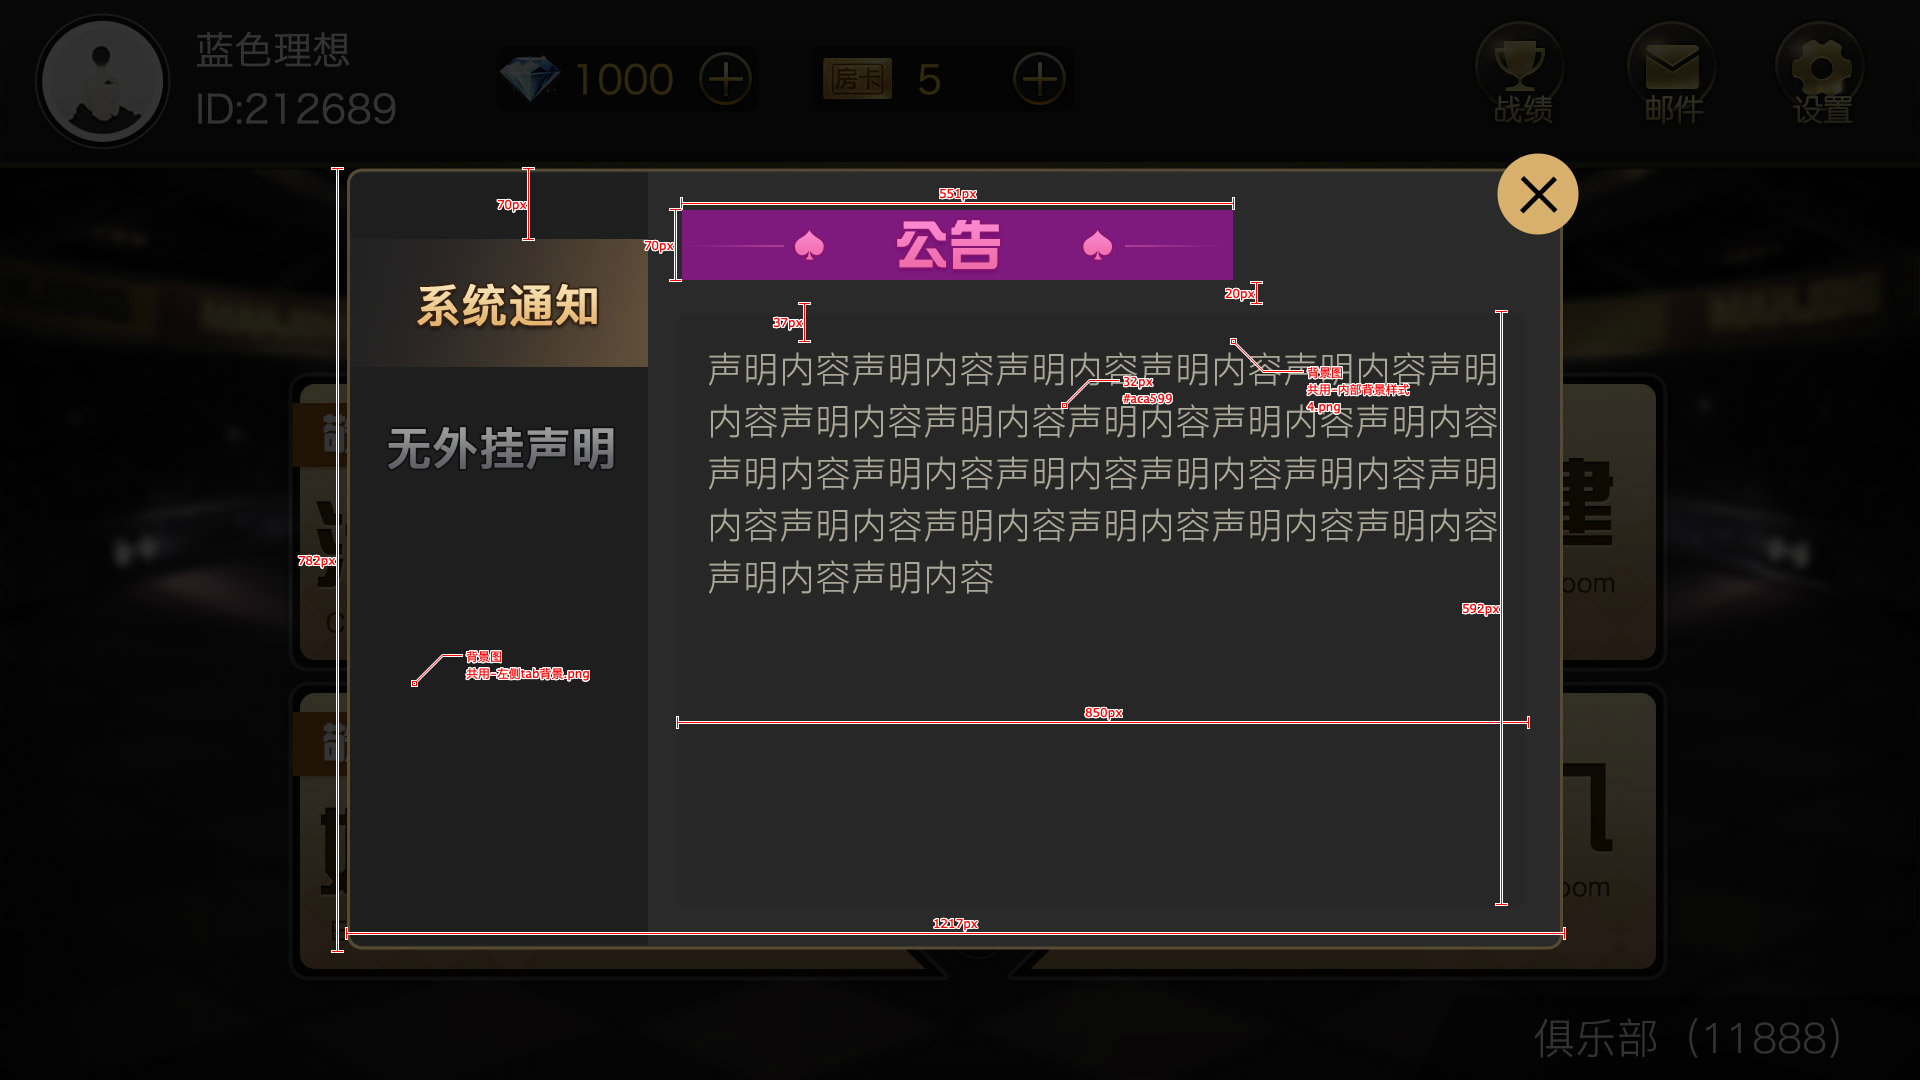 蓝色理想
ID:212689
1000
房卡
5
战绩
邮件
设置
551px
70px
70px
公告
20px
系统通知
37px
声明内容声明内容声明内容声明内容声明内容声明
背景图
共用-内部背景样式
4.png
32px
#aca599
内容声明内容声明内容声明内容声明内容声明内容
无外挂声明
声明内容声明内容声明内容声明内容声明内容声明
内容声明内容声明内容声明内容声明内容声明内容
782px
声明内容声明内容
oom
592px
背景图
共用-左侧tab背景.png
850px
oom
1217px
俱乐部（11888）